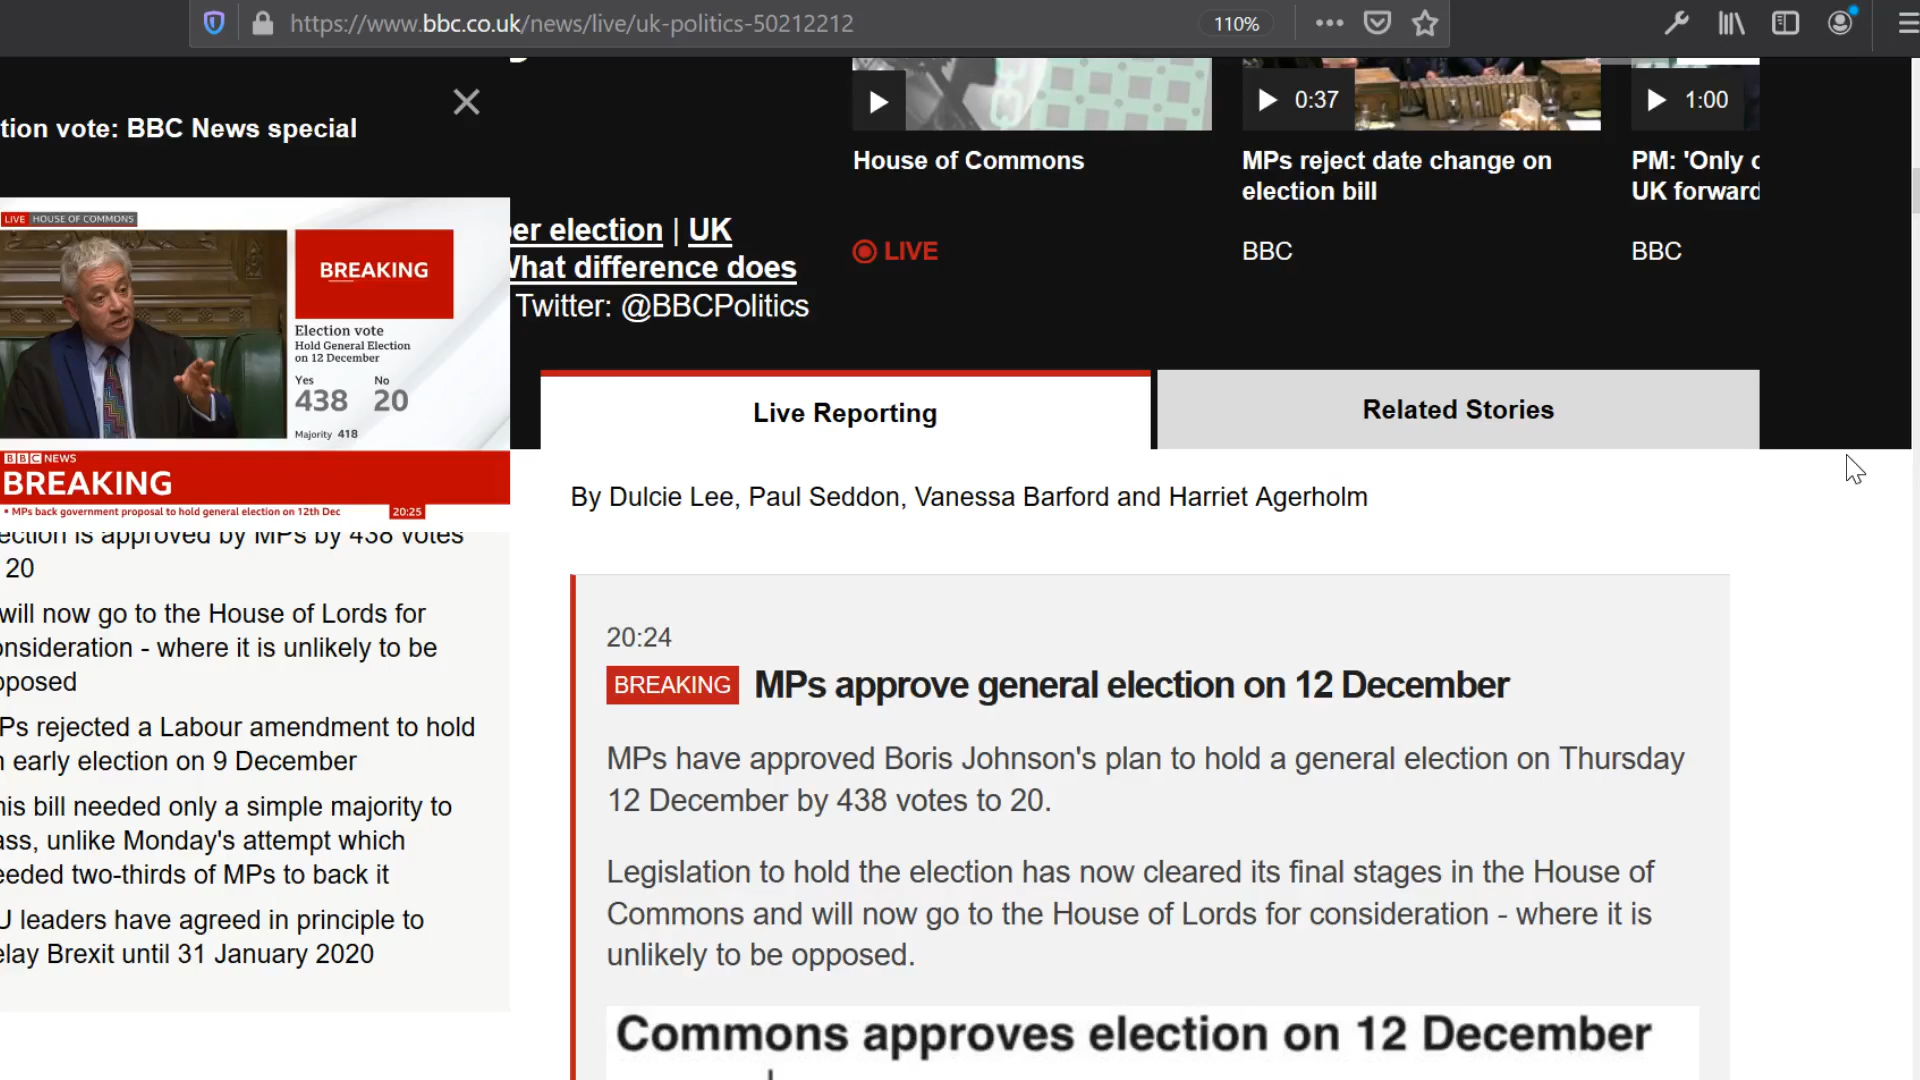 https://www.bbc.co.uk/news/live/uk-politics-50212212
110%
tion vote: BBC News special
LIVE HOUSE OF COMMONS
BREAKING
Election vote
Hold General Election
on 12 December
Yes No
438 20
Majority 418
BBC NEWS
BREAKING
• MPs back government proposal to hold general election on 12th Dec 20:25
ection is approved by MPs by 438 votes
20
will now go to the House of Lords for
onsideration - where it is unlikely to be
pposed
Ps rejected a Labour amendment to hold
n early election on 9 December
his bill needed only a simple majority to
ass, unlike Monday's attempt which
eeded two-thirds of MPs to back it
U leaders have agreed in principle to
elay Brexit until 31 January 2020
er election | UK
What difference does
Twitter: @BBCPolitics
House of Commons
LIVE
0:37
MPs reject date change on
election bill
BBC
1:00
PM: 'Only
UK forward
BBC
Live Reporting
Related Stories
By Dulcie Lee, Paul Seddon, Vanessa Barford and Harriet Agerholm
20:24
BREAKING MPs approve general election on 12 December
MPs have approved Boris Johnson's plan to hold a general election on Thursday
12 December by 438 votes to 20.
Legislation to hold the election has now cleared its final stages in the House of
Commons and will now go to the House of Lords for consideration - where it is
unlikely to be opposed.
Commons approves election on 12 December